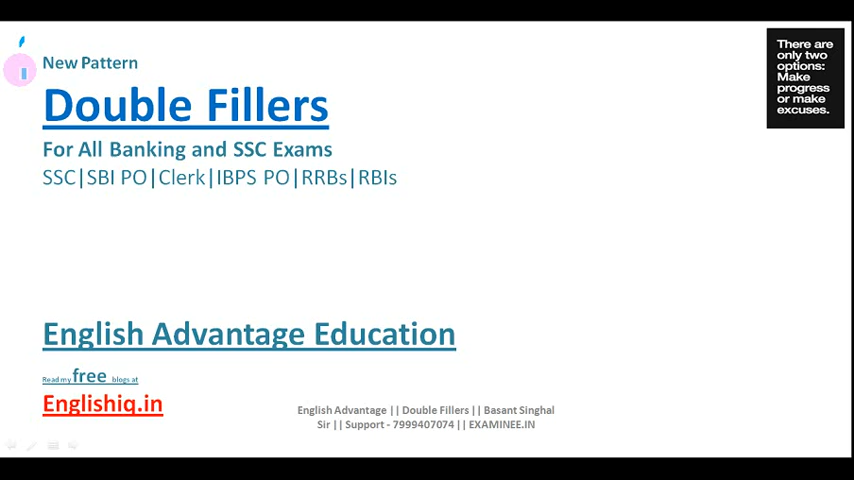 New Pattern
Double Fillers
For All Banking and SSC Exams
SSC|SBI PO|Clerk|IBPS PO|RRBs|RBIs
There are
only two
options:
Make
progress
or make
excuses.
English Advantage Education
Read my free blogs at
Englishiq.in
English Advantage || Double Fillers || Basant Singhal
Sir || Support - 7999407074 || EXAMINEE.IN